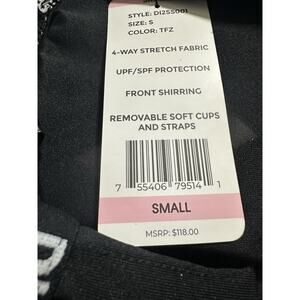 STYLE: DI25S001
SIZE: S
COLOR: TFZ
4-WAY STRETCH FABRIC
UPF/SPF PROTECTION
FRONT SHIRRING
REMOVABLE SOFT CUPS
AND STRAPS
7 55406 79514 1
SMALL
MSRP: $118.00